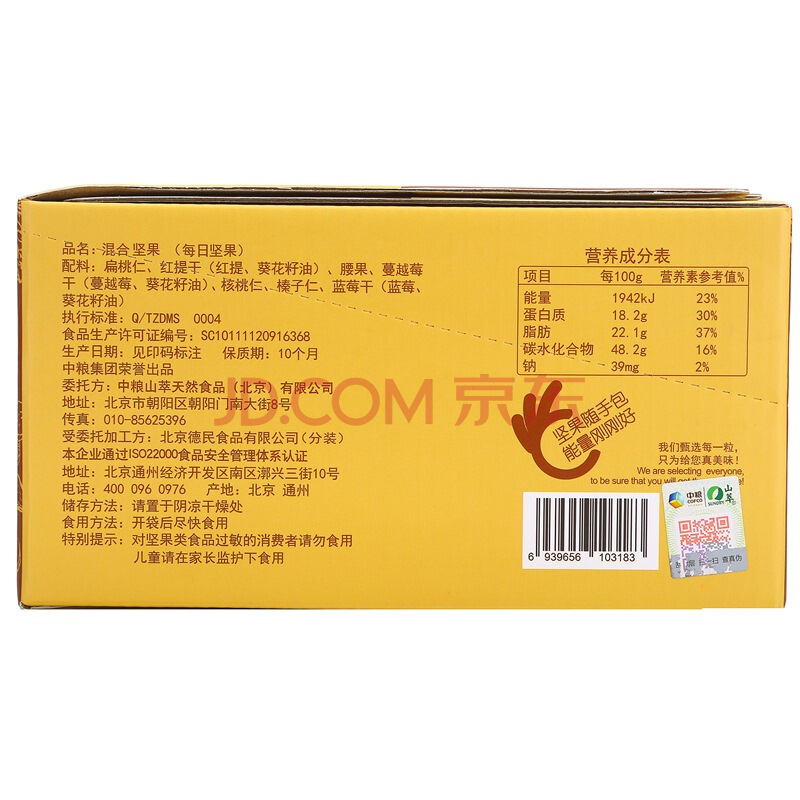 品名：混合坚果 （每日坚果）
配料：扁桃仁、红提干（红提、葵花籽油）、腰果、蔓越莓
干（蔓越莓、葵花籽油）、核桃仁、榛子仁、蓝莓干（蓝莓、
葵花籽油）
执行标准：Q/TZDMS 0004
食品生产许可证编号：SC10111120916368
生产日期：见印码标注 保质期：10个月
中粮集团荣誉出品
委托方：中粮山萃天然食品（北京）有限公司
地址：北京市朝阳区朝阳门南大街8号
传真：010-85625396
受委托加工方：北京德民食品有限公司（分装）
本企业通过ISO22000食品安全管理体系认证
地址：北京通州经济开发区南区漷兴三街10号
电话：400 096 0976 产地：北京 通州
储存方法：请置于阴凉干燥处
食用方法：开袋后尽快食用
特别提示：对坚果类食品过敏的消费者请勿食用
儿童请在家长监护下食用
营养成分表
项目 每100g 营养素参考值%
能量 1942kJ 23%
蛋白质 18.2g 30%
脂肪 22.1g 37%
碳水化合物 48.2g 16%
钠 39mg 2%
JD.COM 京东
坚果随手包
能量刚刚好
我们甄选每一粒，
只为给您真美味！
We are selecting everyone,
to be sure that you will get the
6 939656 103183
中粮
COFCO
山萃
SUNDRY
扫一扫 查真伪